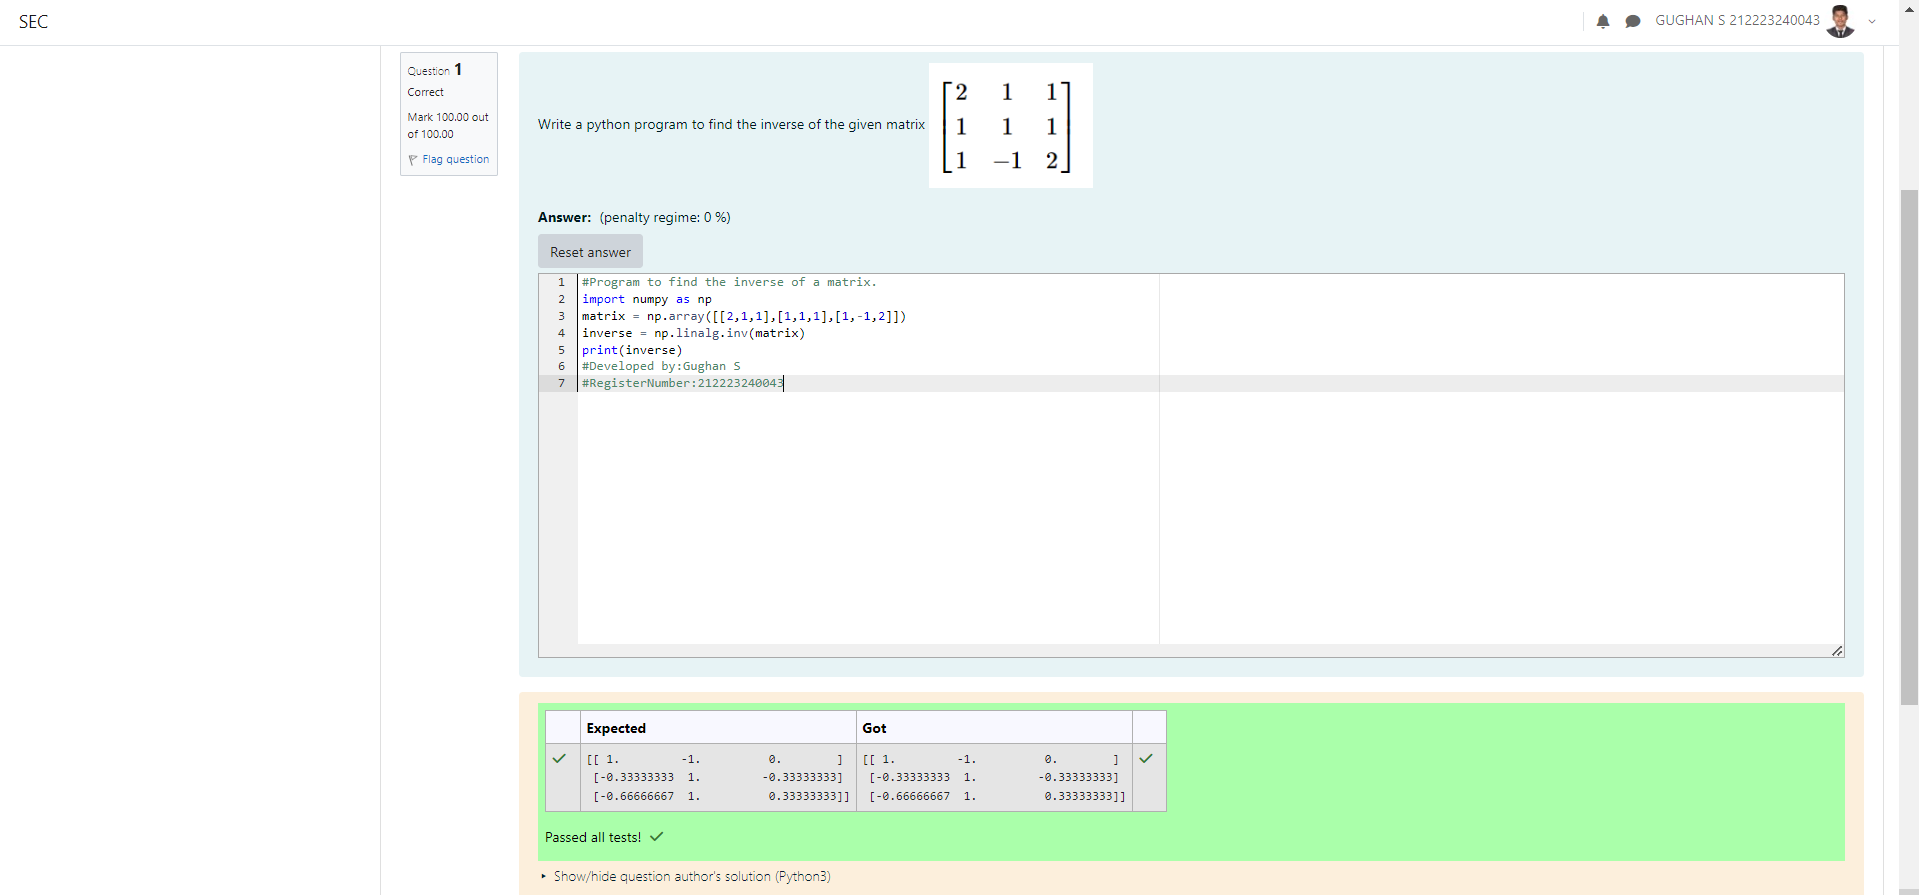 SEC
GUGHAN S 212223240043
Question 1
Correct
Mark 100.00 out
of 100.00
Flag question
Write a python program to find the inverse of the given matrix
2 1 1
1 1 1
1 −1 2
Answer: (penalty regime: 0 %)
Reset answer
1 #Program to find the inverse of a matrix.
2 import numpy as np
3 matrix = np.array([[2,1,1],[1,1,1],[1,-1,2]])
4 inverse = np.linalg.inv(matrix)
5 print(inverse)
6 #Developed by:Gughan S
7 #RegisterNumber:212223240043
Expected Got
[[ 1. -1. 0. ] [[ 1. -1. 0. ]
[-0.33333333 1. -0.33333333] [-0.33333333 1. -0.33333333]
[-0.66666667 1. 0.33333333]] [-0.66666667 1. 0.33333333]]
Passed all tests!
Show/hide question author's solution (Python3)